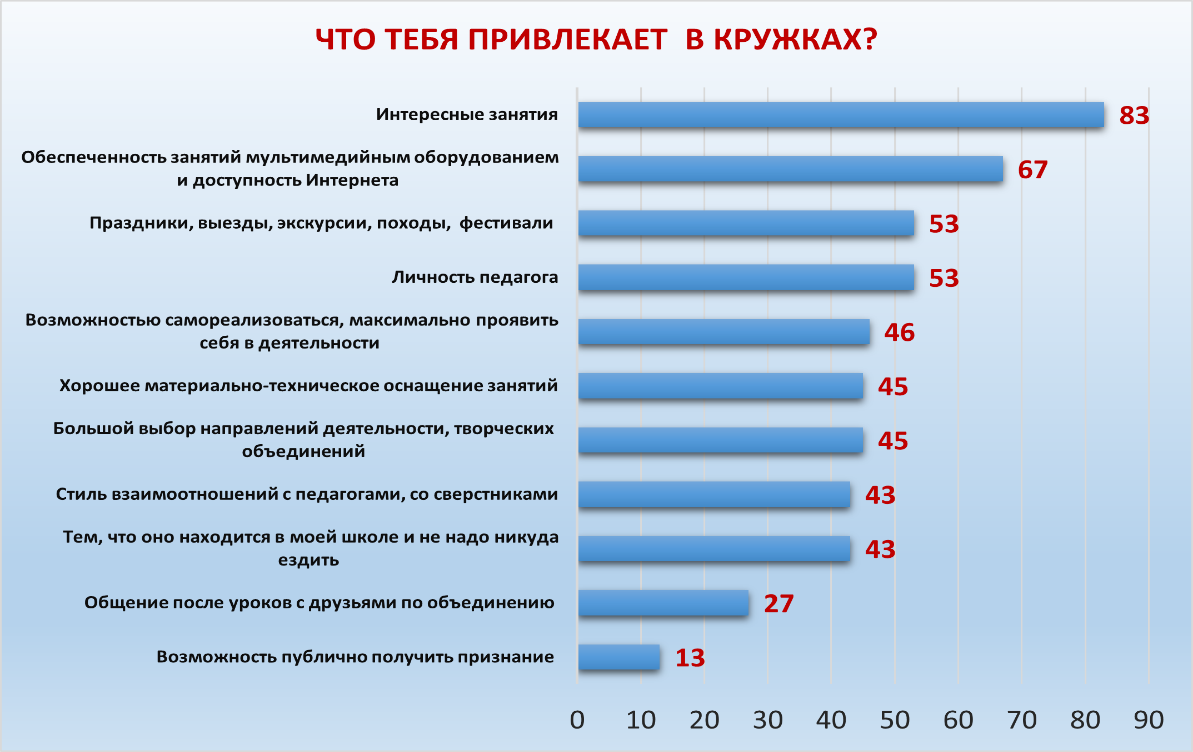 ЧТО ТЕБЯ ПРИВЛЕКАЕТ В КРУЖКАХ?
Интересные занятия
83
Обеспеченность занятий мультимедийным оборудованием
и доступность Интернета
67
Праздники, выезды, экскурсии, походы, фестивали
53
Личность педагога
53
Возможностью самореализоваться, максимально проявить
себя в деятельности
46
Хорошее материально-техническое оснащение занятий
45
Большой выбор направлений деятельности, творческих
объединений
45
Стиль взаимоотношений с педагогами, со сверстниками
43
Тем, что оно находится в моей школе и не надо никуда
ездить
43
Общение после уроков с друзьями по объединению
27
Возможность публично получить признание
13
0 10 20 30 40 50 60 70 80 90